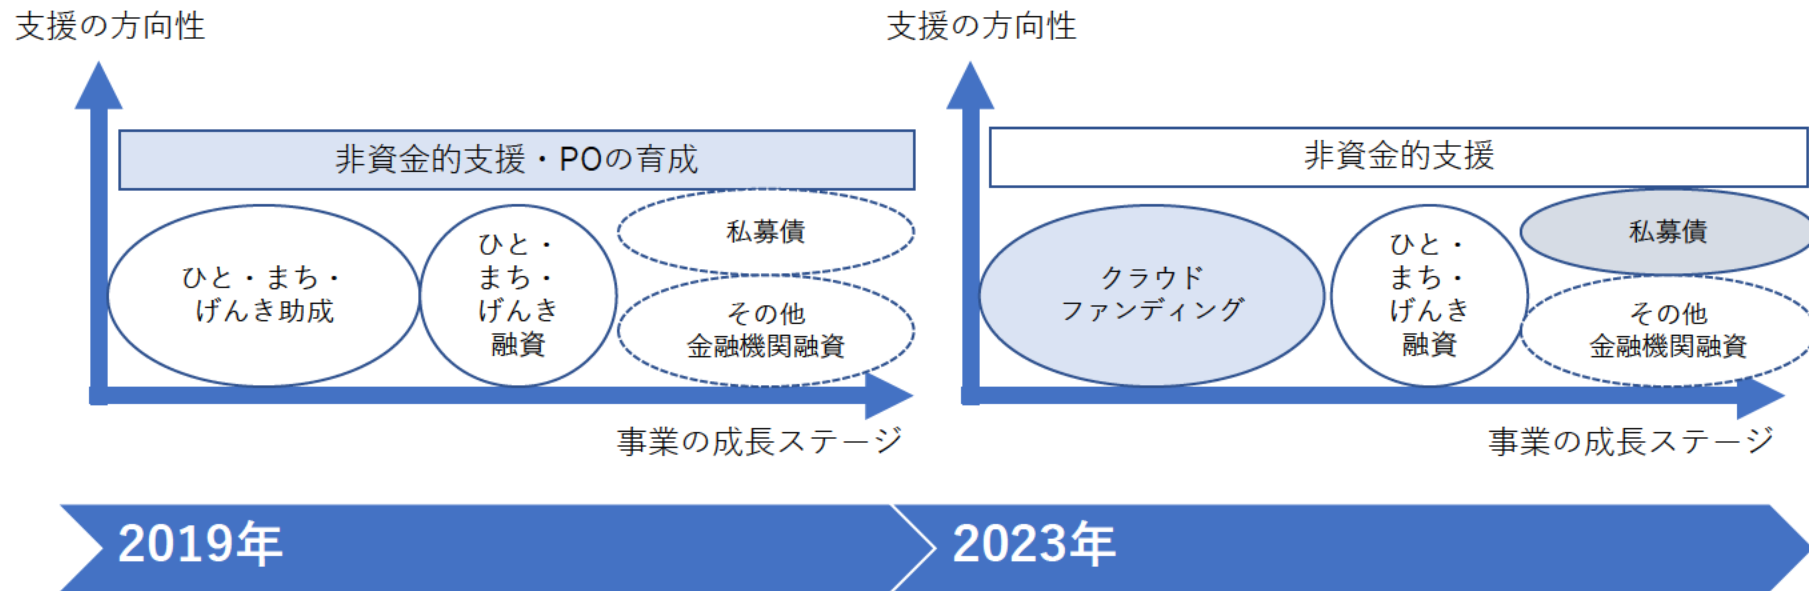 支援の方向性
非資金的支援・POの育成
ひと・まち・
げんき助成
ひと・
まち・
げんき
融資
私募債
その他
金融機関融資
事業の成長ステージ
2019年
支援の方向性
非資金的支援
クラウド
ファンディング
ひと・
まち・
げんき
融資
私募債
その他
金融機関融資
事業の成長ステージ
2023年